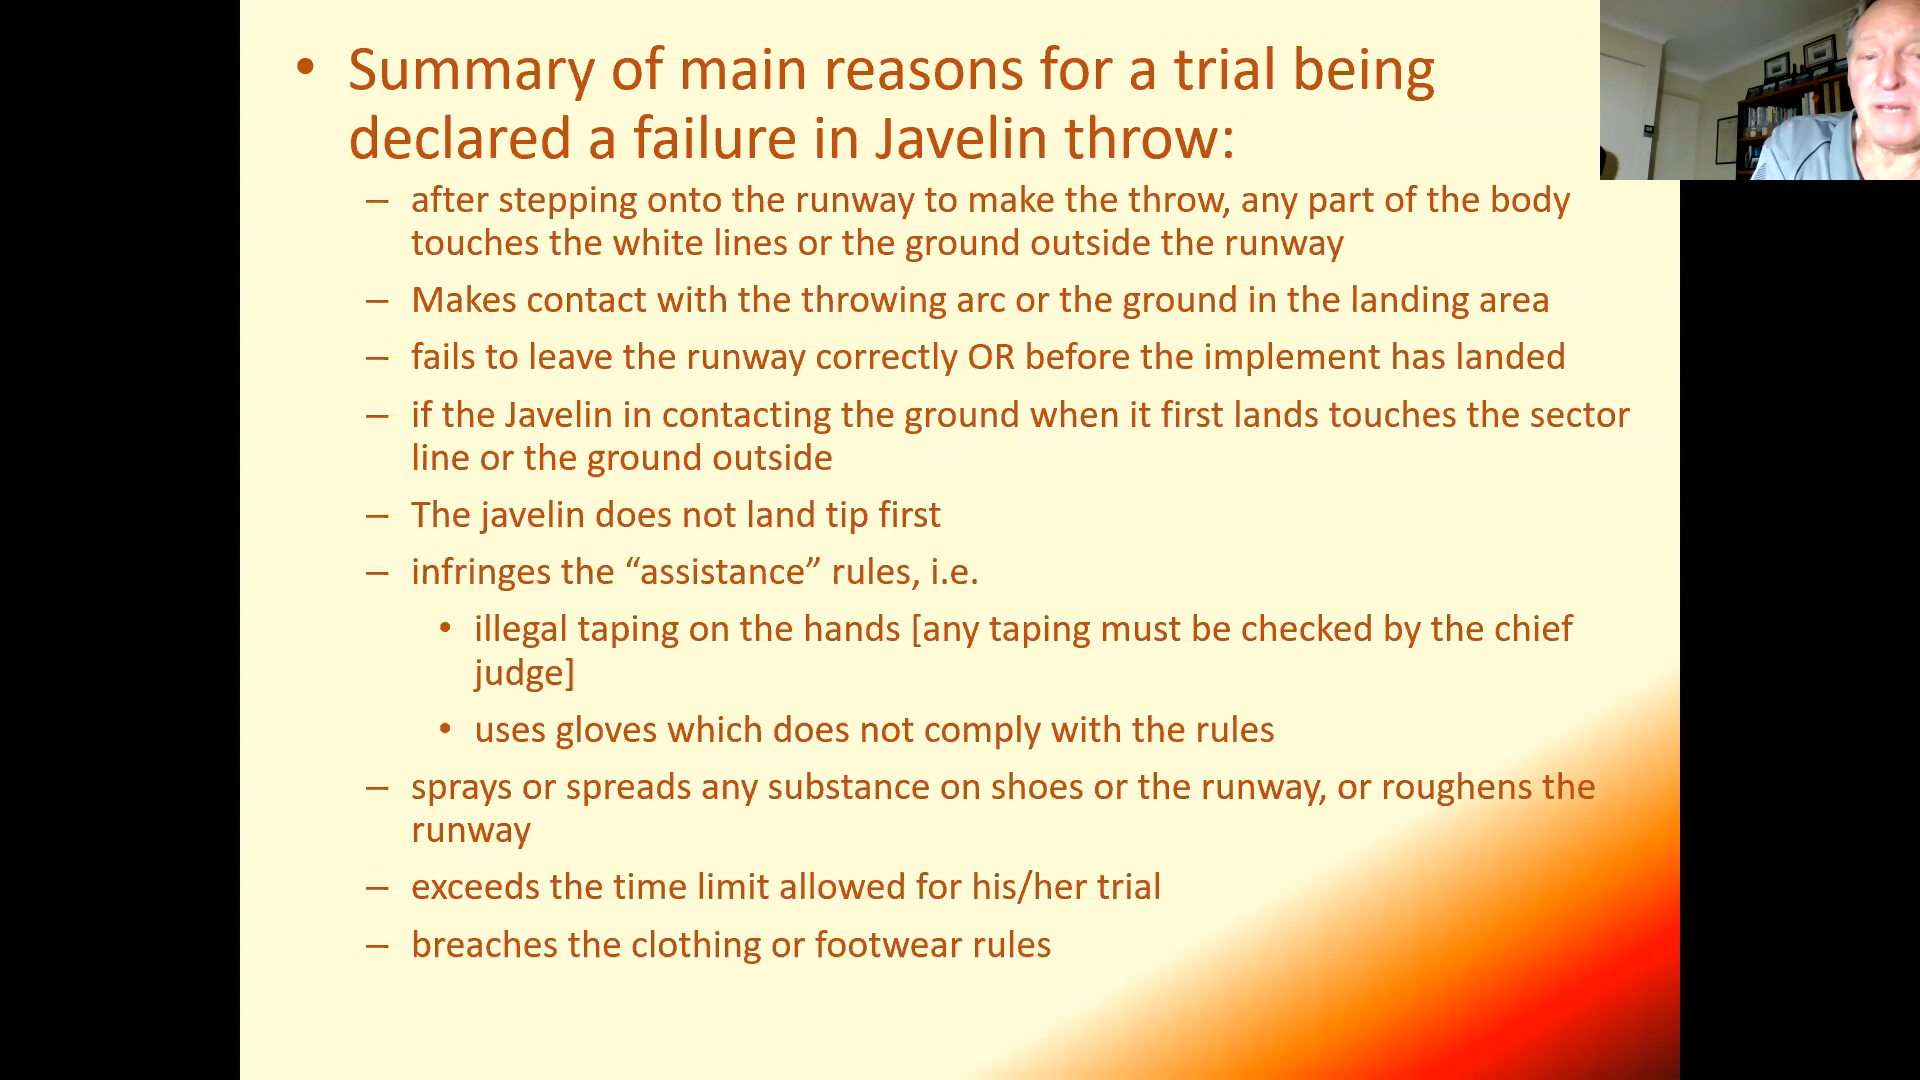 • Summary of main reasons for a trial being
declared a failure in Javelin throw:
– after stepping onto the runway to make the throw, any part of the body
touches the white lines or the ground outside the runway
– Makes contact with the throwing arc or the ground in the landing area
– fails to leave the runway correctly OR before the implement has landed
– if the Javelin in contacting the ground when it first lands touches the sector
line or the ground outside
– The javelin does not land tip first
– infringes the “assistance” rules, i.e.
• illegal taping on the hands [any taping must be checked by the chief
judge]
• uses gloves which does not comply with the rules
– sprays or spreads any substance on shoes or the runway, or roughens the
runway
– exceeds the time limit allowed for his/her trial
– breaches the clothing or footwear rules